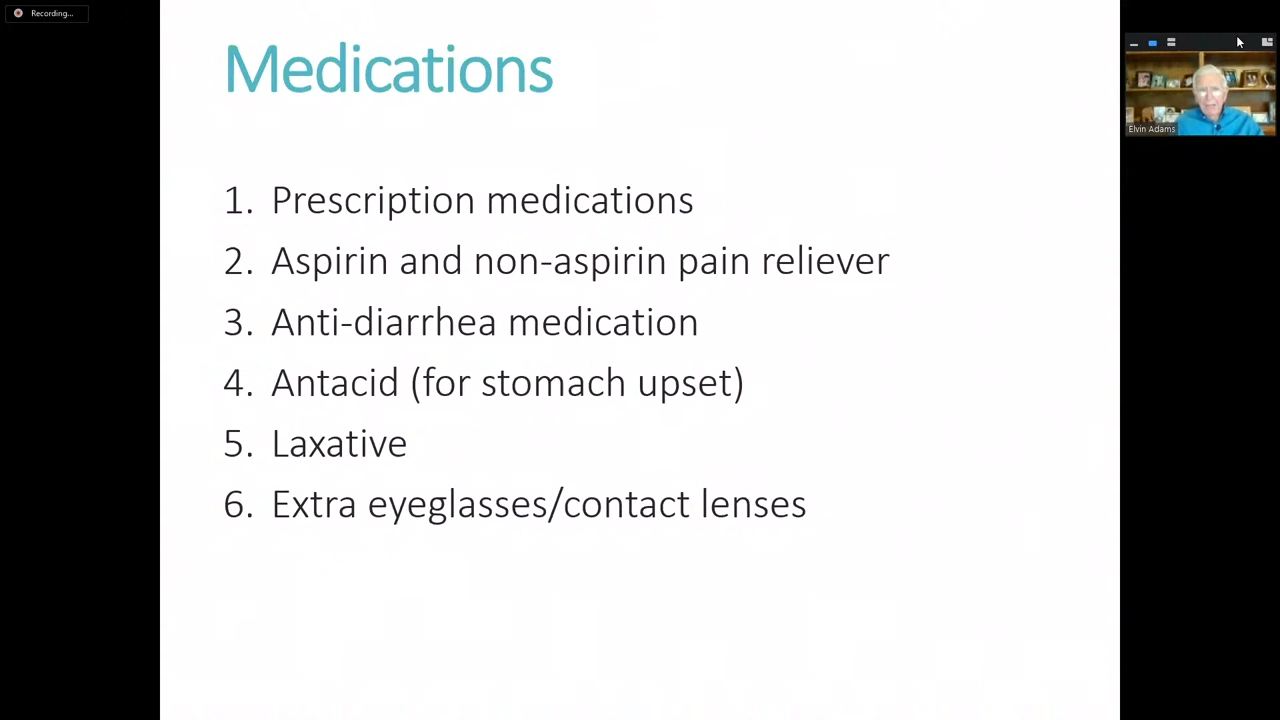 Recording...
Medications
1. Prescription medications
2. Aspirin and non-aspirin pain reliever
3. Anti-diarrhea medication
4. Antacid (for stomach upset)
5. Laxative
6. Extra eyeglasses/contact lenses
Elvin Adams